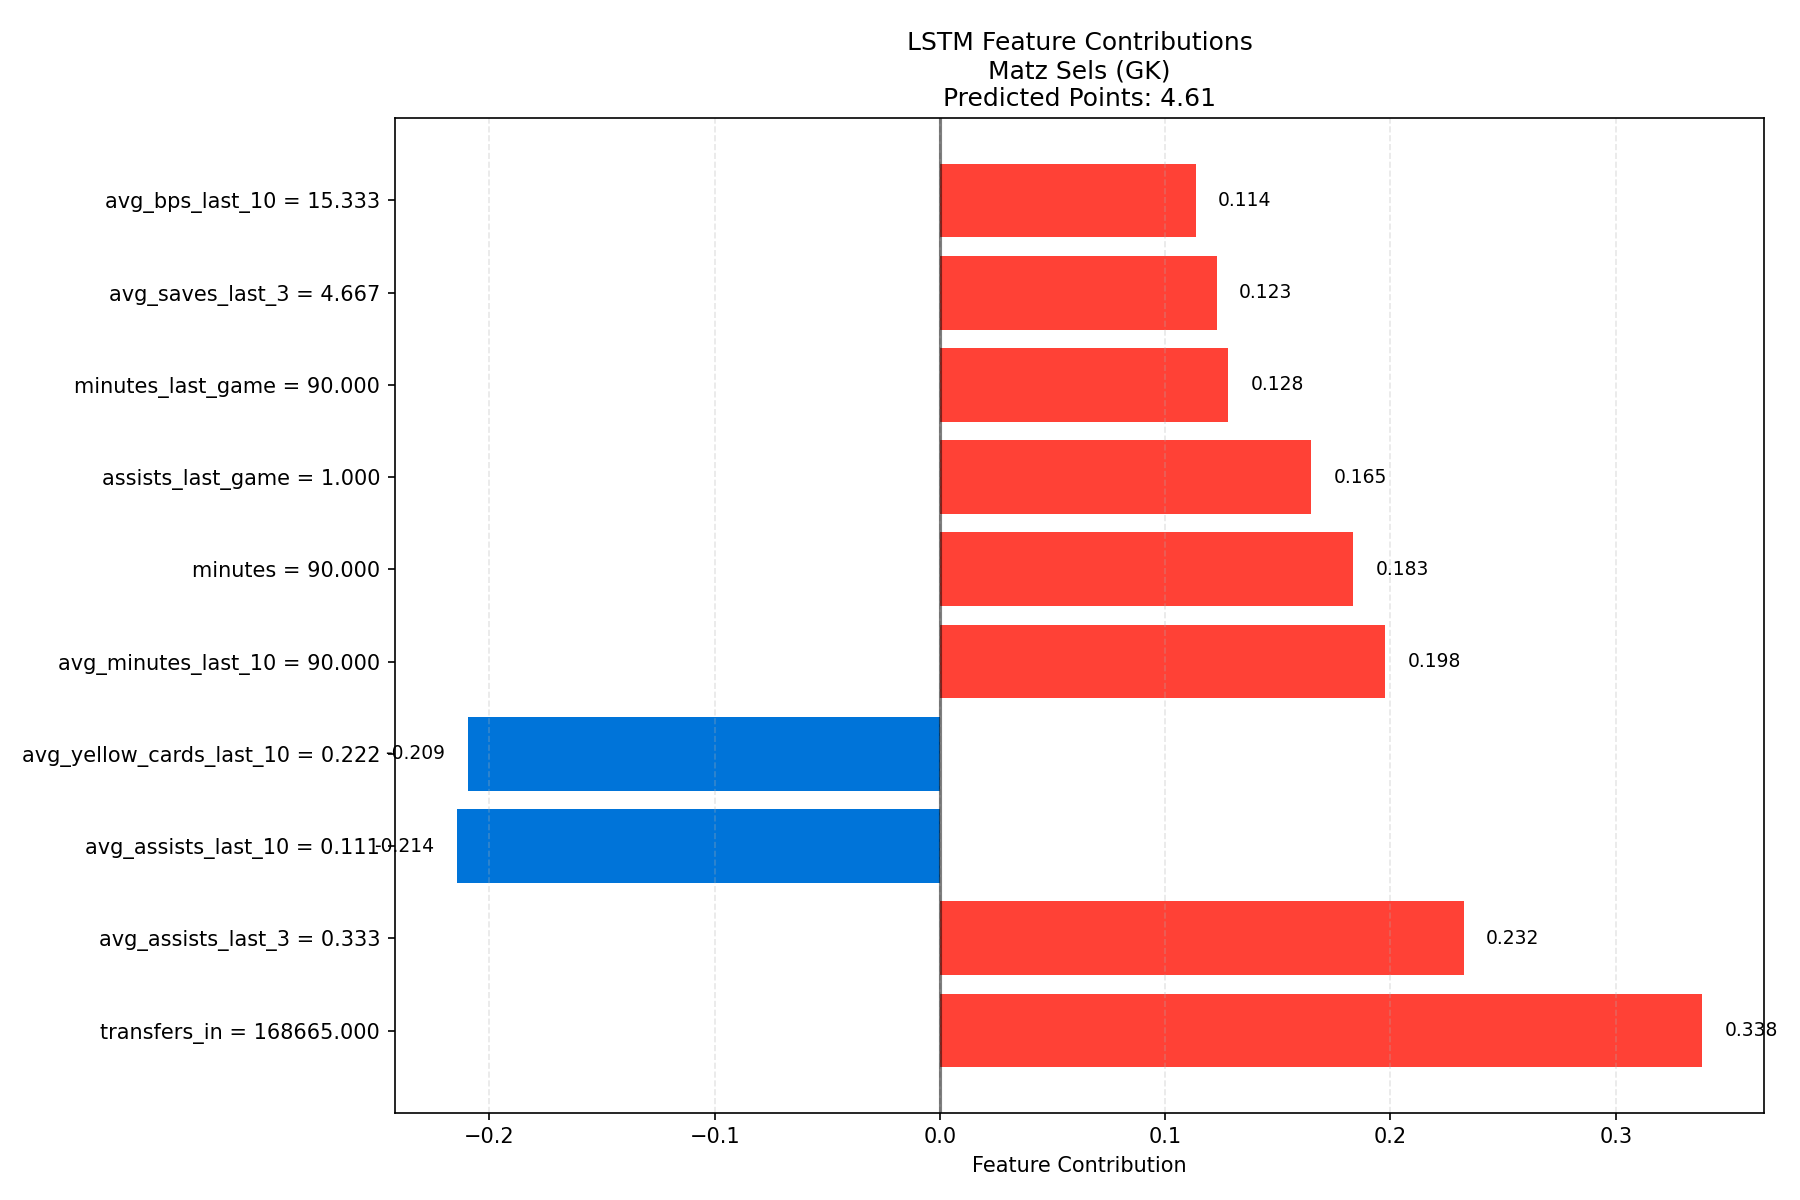 LSTM Feature Contributions
Matz Sels (GK)
Predicted Points: 4.61
avg_bps_last_10 = 15.333
0.114
avg_saves_last_3 = 4.667
0.123
minutes_last_game = 90.000
0.128
assists_last_game = 1.000
0.165
minutes = 90.000
0.183
avg_minutes_last_10 = 90.000
0.198
avg_yellow_cards_last_10 = 0.222
-0.209
avg_assists_last_10 = 0.111
-0.214
avg_assists_last_3 = 0.333
0.232
transfers_in = 168665.000
0.338
−0.2 −0.1 0.0 0.1 0.2 0.3
Feature Contribution